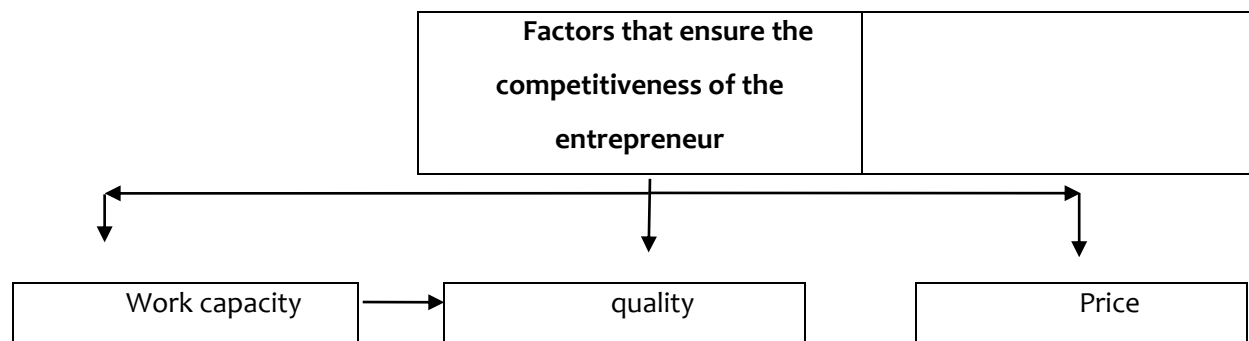 Factors that ensure the
competitiveness of the
entrepreneur
Work capacity
quality
Price